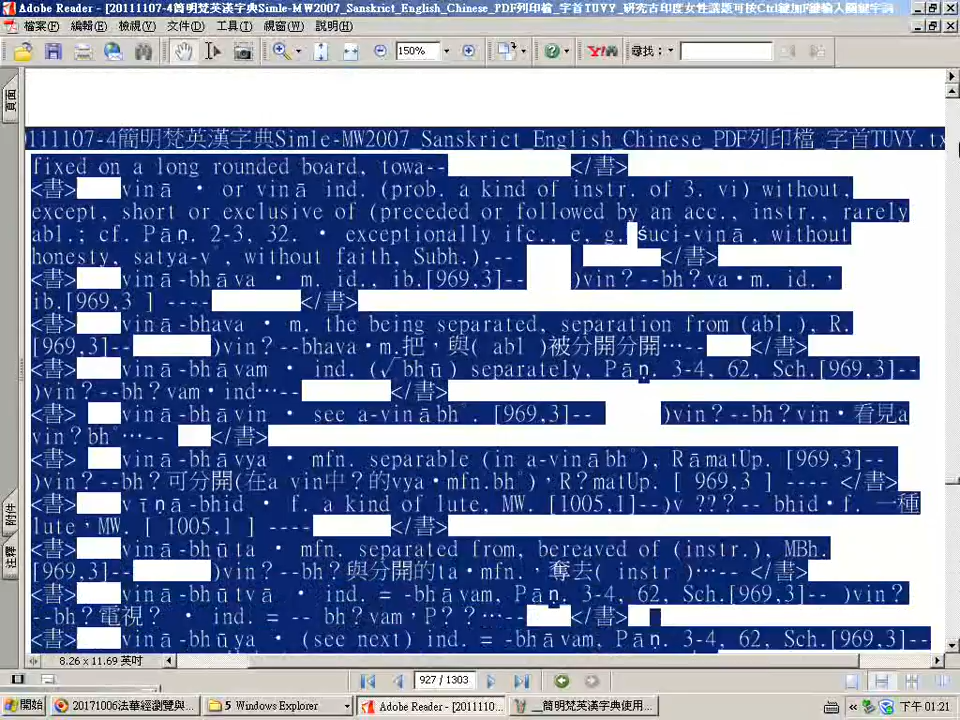 Adobe Reader - [20111107-4簡明梵英漢字典Simle-MW2007_Sanskrict_English_Chinese_PDF列印檔_字首TUVY_研究古印度女性議題可按Ctrl鍵加F鍵輸入關鍵字詞
檔案(F) 編輯(E) 檢視(V) 文件(D) 工具(T) 視窗(W) 說明(H)
150% Y! 尋找:
頁面
111107-4簡明梵英漢字典Simle-MW2007_Sanskrict_English_Chinese_PDF列印檔_字首TUVY.tx
fixed on a long rounded board, towa-- </書>
<書> vinā • or vinā ind. (prob. a kind of instr. of 3. vi) without,
except, short or exclusive of (preceded or followed by an acc., instr., rarely
abl.; cf. Pāṇ. 2-3, 32. • exceptionally ifc., e, g. śuci-vinā, without
honesty, satya-v°, without faith, Subh.),-- </書>
<書> vinā-bhāva • m. id., ib.[969,3]-- )vin?--bh?va•m. id.,
ib.[969,3 ] ---- </書>
<書> vinā-bhava • m. the being separated, separation from (abl.), R.
[969,3]-- )vin?--bhava•m.把,與( abl )被分開分開…-- </書>
<書> vinā-bhāvam • ind. (√bhū) separately, Pāṇ. 3-4, 62, Sch.[969,3]--
)vin?--bh?vam•ind…-- </書>
<書> vinā-bhāvin • see a-vinābh°. [969,3]-- )vin?--bh?vin•看見a
vin?bh°…-- </書>
<書> vinā-bhāvya • mfn. separable (in a-vinābh°), RāmatUp. [969,3]--
)vin?--bh?可分開(在a vin中?的vya•mfn.bh°),R?matUp. [ 969,3 ] ---- </書>
<書> vīṇā-bhid • f. a kind of lute, MW. [1005,1]--)v ???-- bhid•f. 一種
lute,MW. [ 1005,1 ] ---- </書>
<書> vinā-bhūta • mfn. separated from, bereaved of (instr.), MBh.
[969,3]-- )vin?--bh?與分開的ta•mfn.,奪去( instr )…-- </書>
<書> vinā-bhūtvā • ind. = -bhāvam, Pāṇ. 3-4, 62, Sch.[969,3]-- )vin?
--bh?電視? • ind. = -- bh?vam, P??…-- </書>
<書> vinā-bhūya • (see next) ind. = -bhāvam, Pāṇ. 3-4, 62, Sch.[969,3]--
附件
注釋
8.26 x 11.69 英吋
927 / 1303
開始 20171006法華經瀏覽與... 5 Windows Explorer Adobe Reader - [201110... __簡明梵英漢字典使用... 下午 01:21